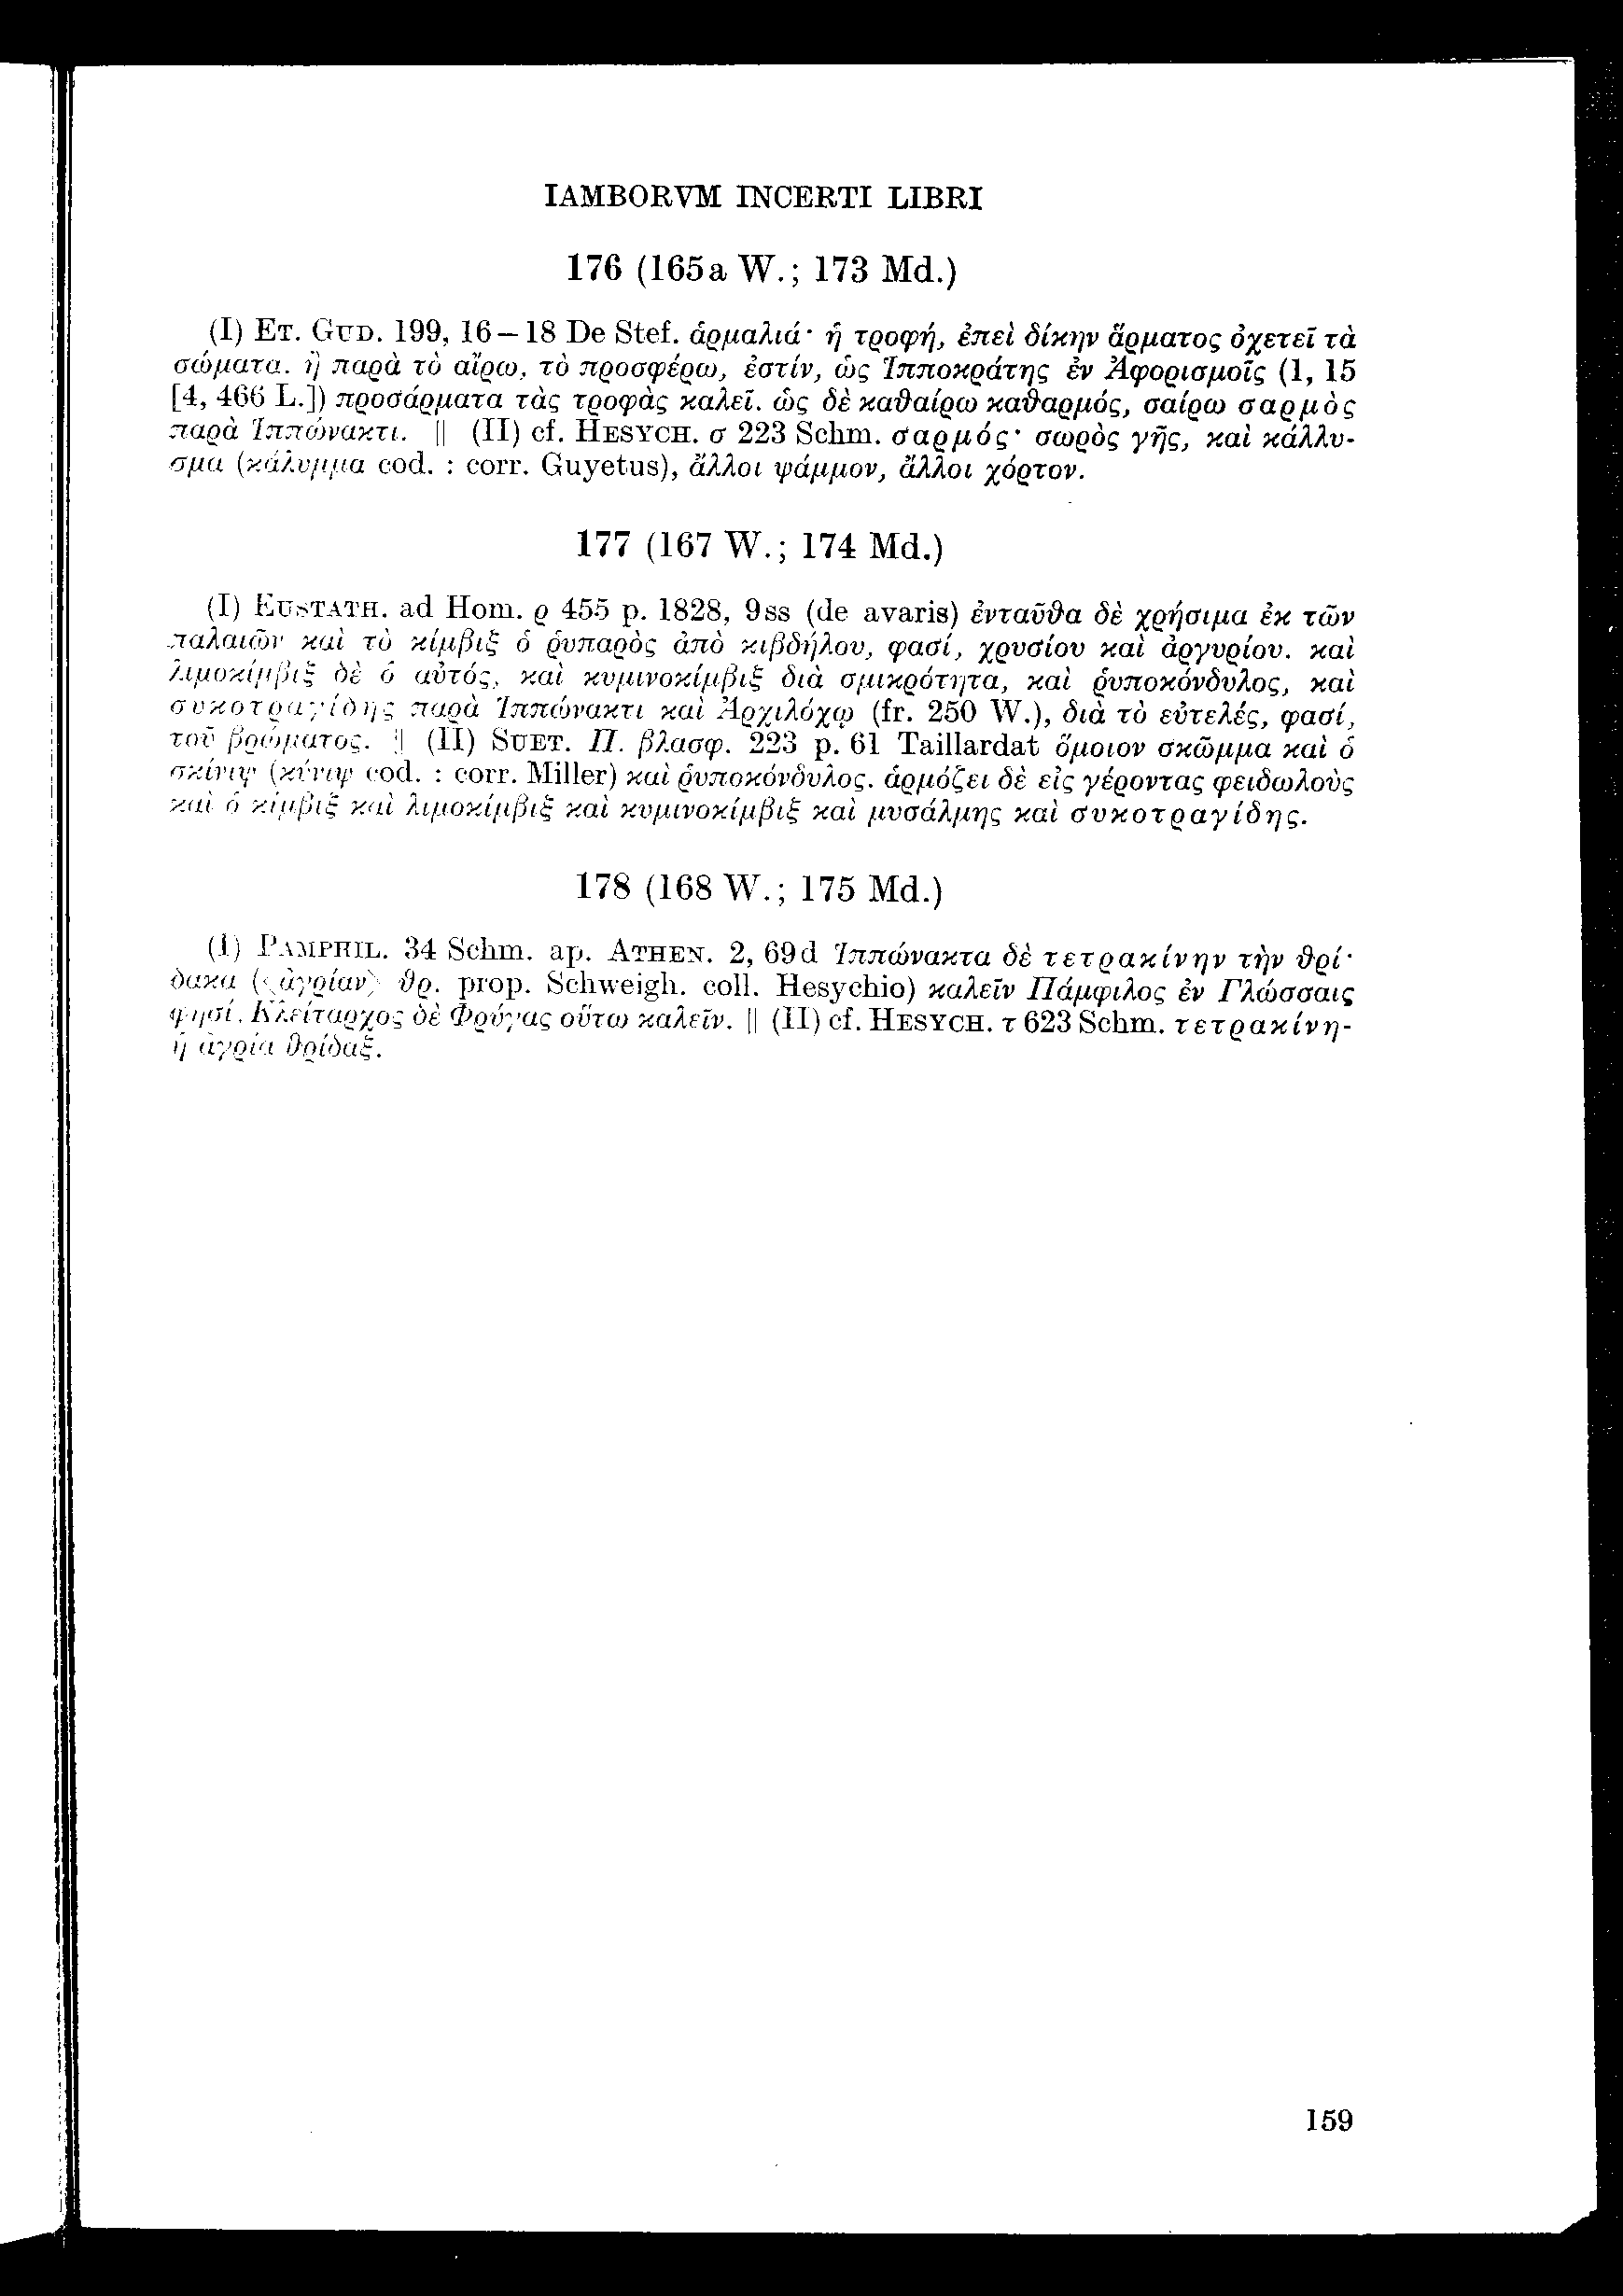 IAMBORVM INCERTI LIBRI
176 (165a W.; 173 Md.)
(I) ET. GUD. 199, 16–18 De Stef. ἁρμαλιά· ἡ τροφή, ἐπεὶ δίκην ἅρματος ὀχετεῖ τὰ
σώματα. ἢ παρὰ τὸ αἴρω, τὸ προσφέρω, ἐστίν, ὡς Ἱπποκράτης ἐν Ἀφορισμοῖς (1, 15
[4, 466 L.]) προσάρματα τὰς τροφὰς καλεῖ. ὡς δὲ καθαίρω καθαρμός, σαίρω σαρμὸς
παρὰ Ἱππώνακτι. || (II) cf. HESYCH. σ 223 Schm. σαρμός· σωρὸς γῆς, καὶ κάλλυ-
σμα (κάλυμμα cod. : corr. Guyetus), ἄλλοι ψάμμον, ἄλλοι χόρτον.
177 (167 W.; 174 Md.)
(I) EUSTATH. ad Hom. ρ 455 p. 1828, 9ss (de avaris) ἐνταῦθα δὲ χρήσιμα ἐκ τῶν
παλαιῶν καὶ τὸ κίμβιξ ὁ ῥυπαρὸς ἀπὸ κιβδήλου, φασί, χρυσίου καὶ ἀργυρίου. καὶ
λιμοκίμβιξ δὲ ὁ αὐτός, καὶ κυμινοκίμβιξ διὰ σμικρότητα, καὶ ῥυποκόνδυλος, καὶ
συκοτραγίδης παρὰ Ἱππώνακτι καὶ Ἀρχιλόχῳ (fr. 250 W.), διὰ τὸ εὐτελές, φασί,
τοῦ βρώματος. || (II) SUET. Π. βλασφ. 223 p. 61 Taillardat ὅμοιον σκῶμμα καὶ ὁ
σκίνιψ (κύνιψ cod. : corr. Miller) καὶ ῥυποκόνδυλος. ἁρμόζει δὲ εἰς γέροντας φειδωλοὺς
καὶ ὁ κίμβιξ καὶ λιμοκίμβιξ καὶ κυμινοκίμβιξ καὶ μυσάλμης καὶ συκοτραγίδης.
178 (168 W.; 175 Md.)
(I) PAMPHIL. 34 Schm. ap. ATHEN. 2, 69d Ἱππώνακτα δὲ τετρακίνην τὴν θρί-
δακα (⟨ἀγρίαν⟩ θρ. prop. Schweigh. coll. Hesychio) καλεῖν Πάμφιλος ἐν Γλώσσαις
φησί, Κλείταρχος δὲ Φρύγας οὕτω καλεῖν. || (II) cf. HESYCH. τ 623 Schm. τετρακίνη-
ἡ ἀγρία θρίδαξ.
159